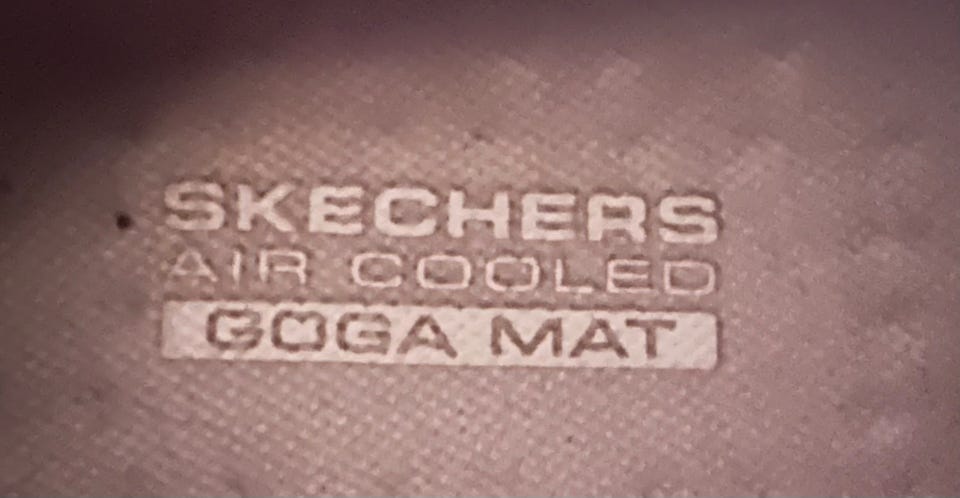 SKECHERS
AIR COOLED
GOGA MAT